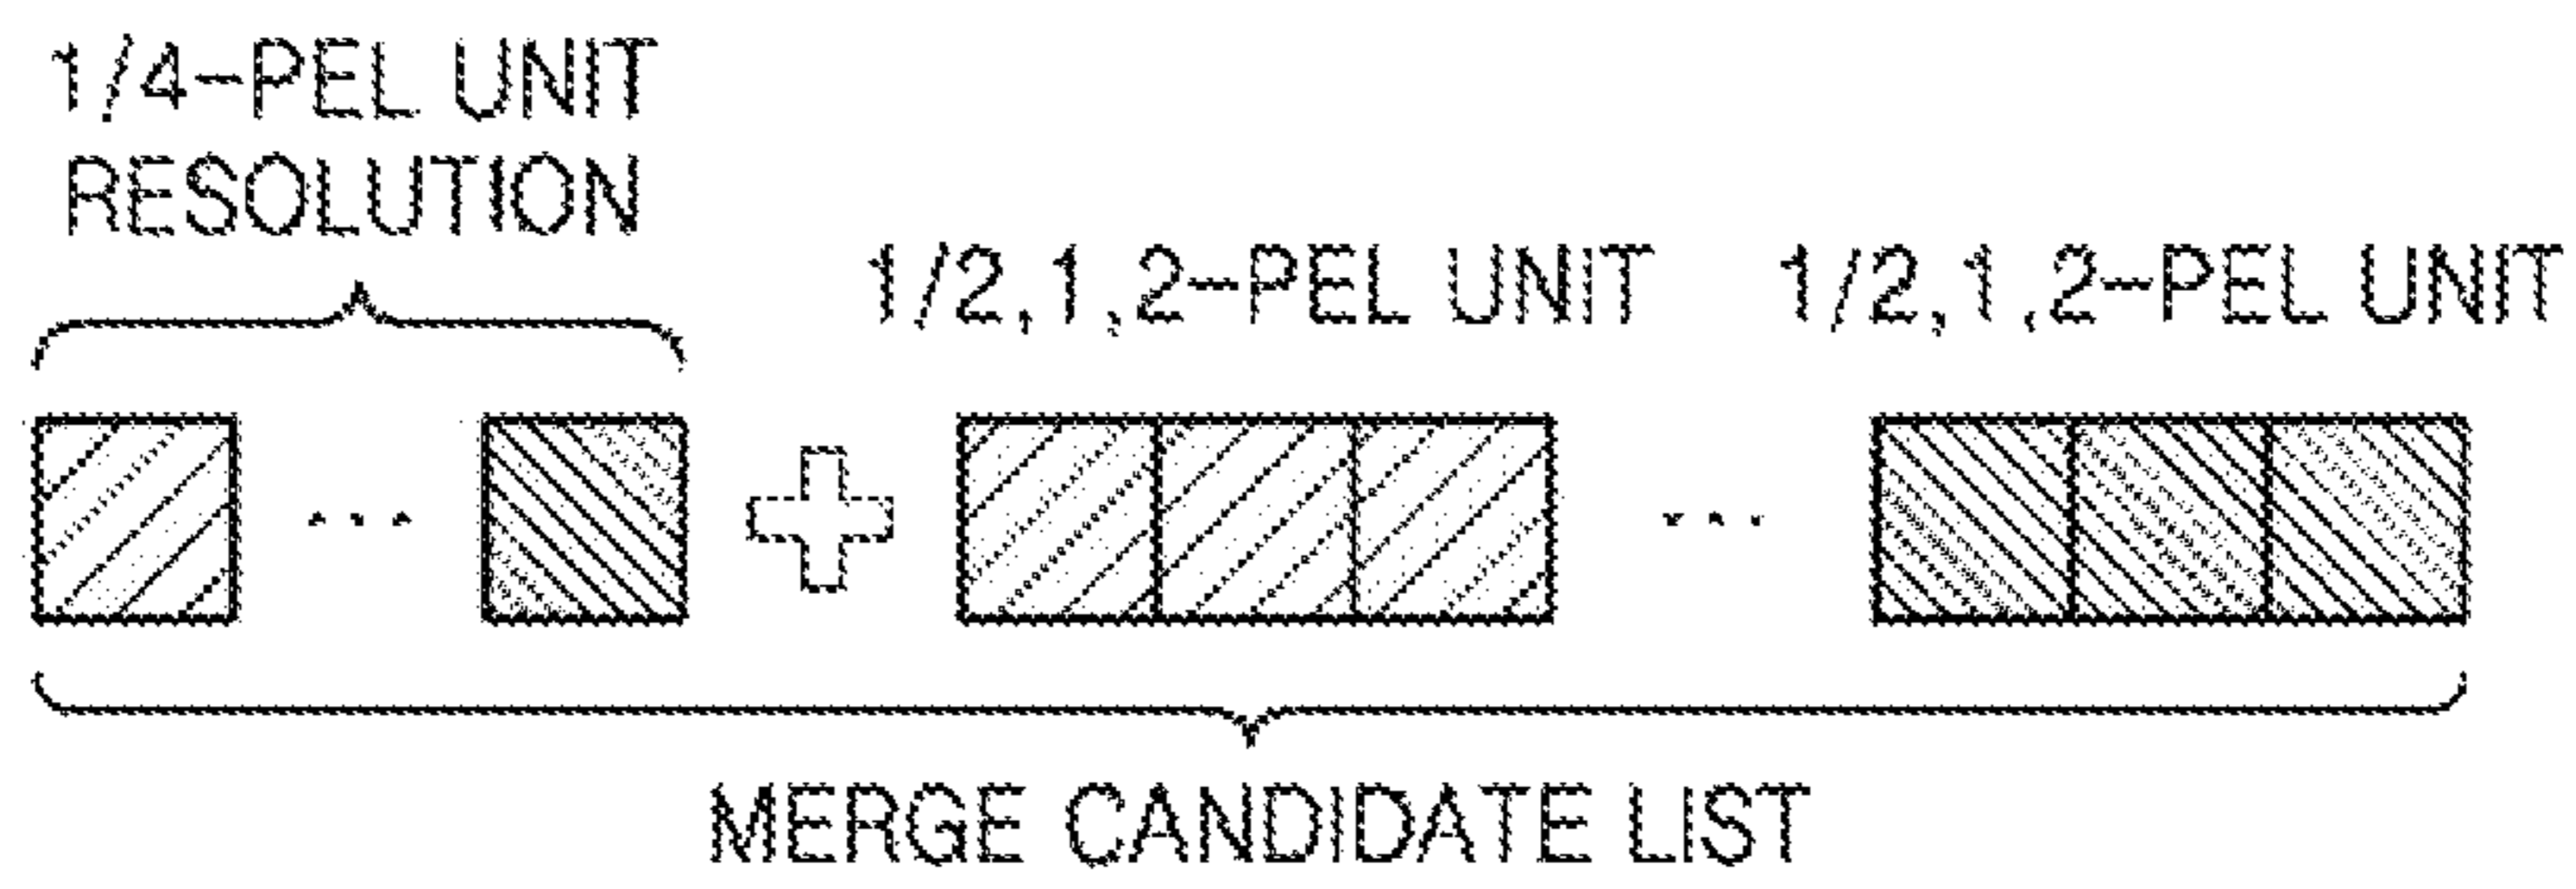 1/4-PEL UNIT
RESOLUTION
1/2,1,2-PEL UNIT
1/2,1,2-PEL UNIT
MERGE CANDIDATE LIST